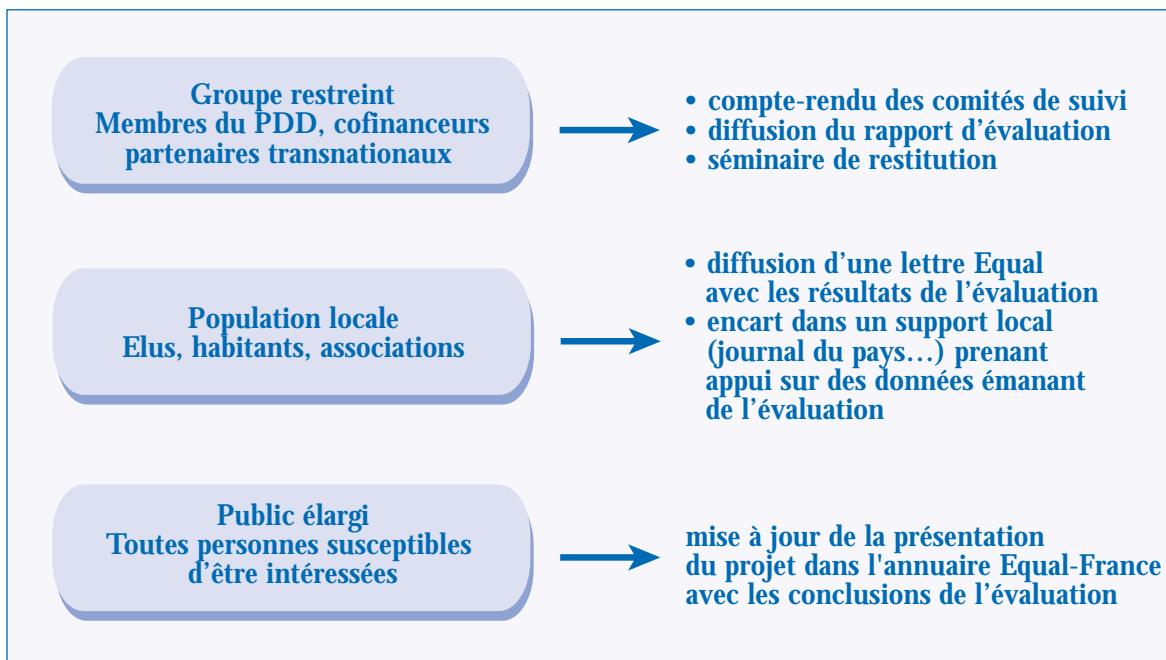 Groupe restreint
Membres du PDD, cofinanceurs
partenaires transnationaux
• compte-rendu des comités de suivi
• diffusion du rapport d’évaluation
• séminaire de restitution
Population locale
Elus, habitants, associations
• diffusion d’une lettre Equal
avec les résultats de l’évaluation
• encart dans un support local
(journal du pays…) prenant
appui sur des données émanant
de l’évaluation
Public élargi
Toutes personnes susceptibles
d’être intéressées
mise à jour de la présentation
du projet dans l'annuaire Equal-France
avec les conclusions de l’évaluation